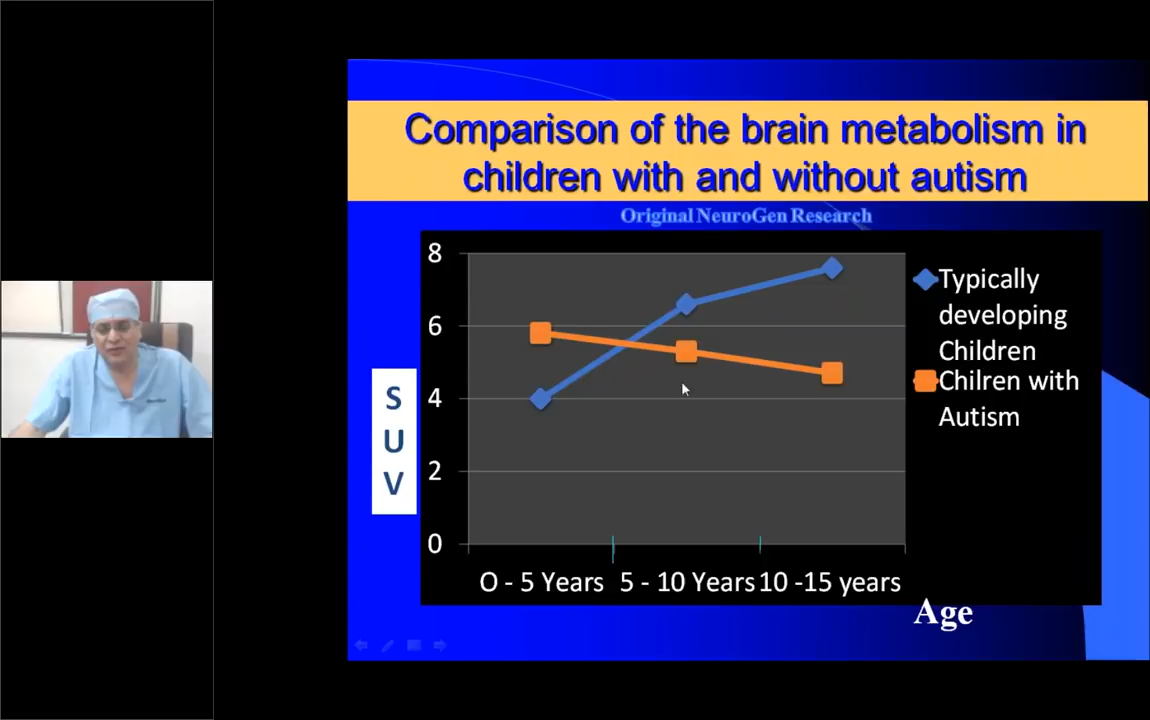 Comparison of the brain metabolism in
children with and without autism
Original NeuroGen Research
8
6
4
2
0
S
U
V
O - 5 Years
5 - 10 Years
10 -15 years
Age
Typically
developing
Children
Chilren with
Autism